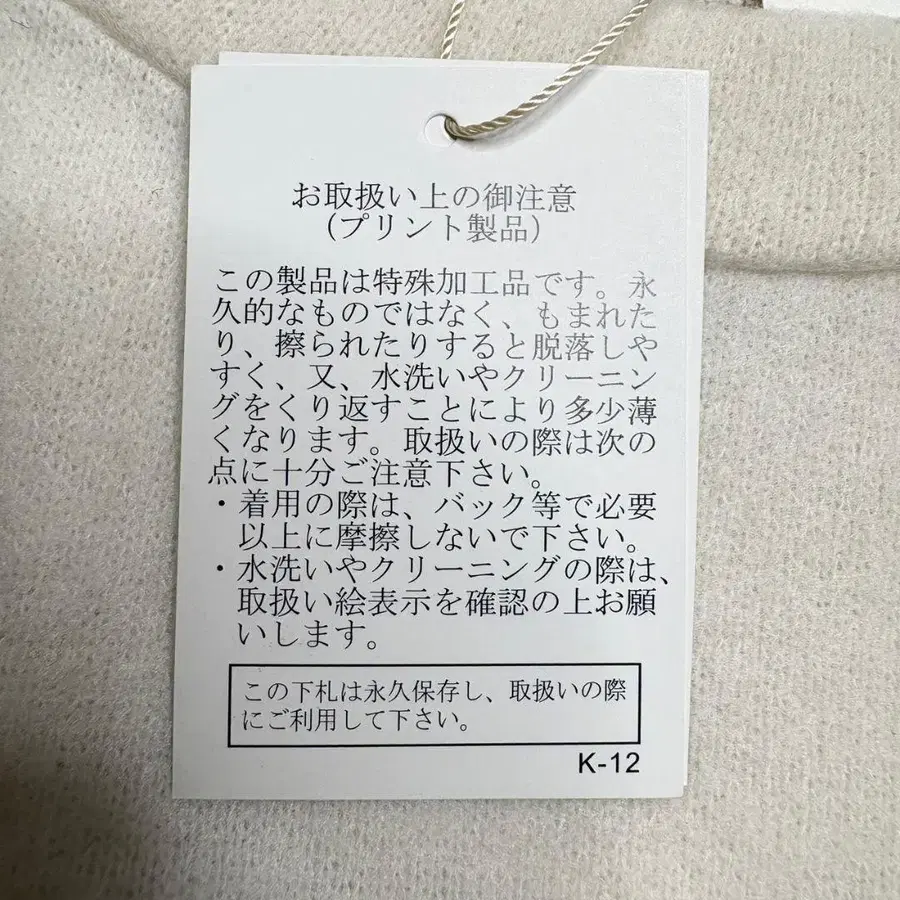 お取扱い上の御注意
(プリント製品)
この製品は特殊加工品です。永
久的なものではなく、もまれた
り、擦られたりすると脱落しや
すく、又、水洗いやクリーニン
グをくり返すことにより多少薄
くなります。取扱いの際は次の
点に十分ご注意下さい。
・着用の際は、バック等で必要
以上に摩擦しないで下さい。
・水洗いやクリーニングの際は、
取扱い絵表示を確認の上お願
いします。
この下札は永久保存し、取扱いの際
にご利用して下さい。
K-12